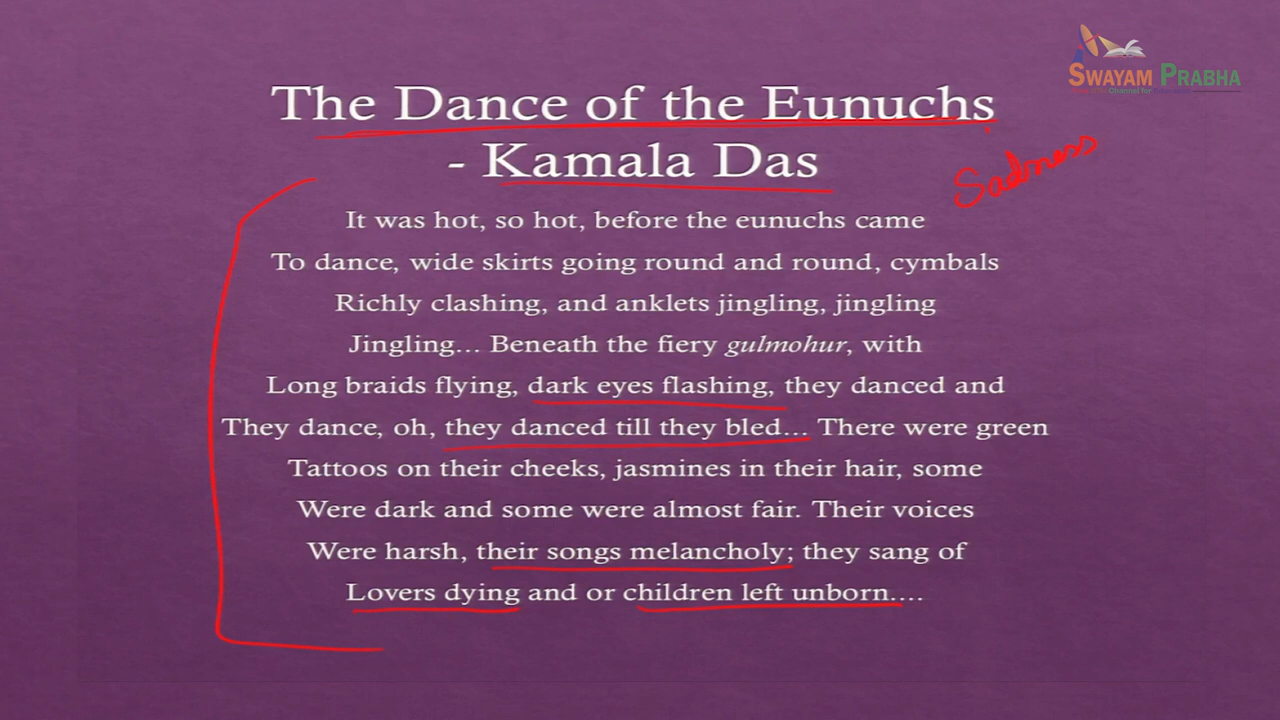 SWAYAM PRABHA
The Dance of the Eunuchs
- Kamala Das
Sadness
It was hot, so hot, before the eunuchs came
To dance, wide skirts going round and round, cymbals
Richly clashing, and anklets jingling, jingling
Jingling... Beneath the fiery gulmohur, with
Long braids flying, dark eyes flashing, they danced and
They dance, oh, they danced till they bled... There were green
Tattoos on their cheeks, jasmines in their hair, some
Were dark and some were almost fair. Their voices
Were harsh, their songs melancholy; they sang of
Lovers dying and or children left unborn....